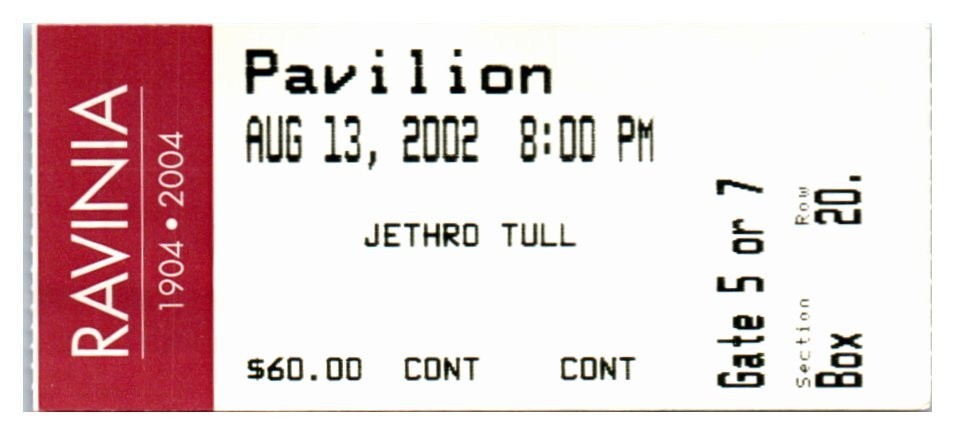 RAVINIA
1904 • 2004
Pavilion
AUG 13, 2002 8:00 PM
JETHRO TULL
$60.00 CONT CONT
Gate 5 or 7
Section Row
Box 20.